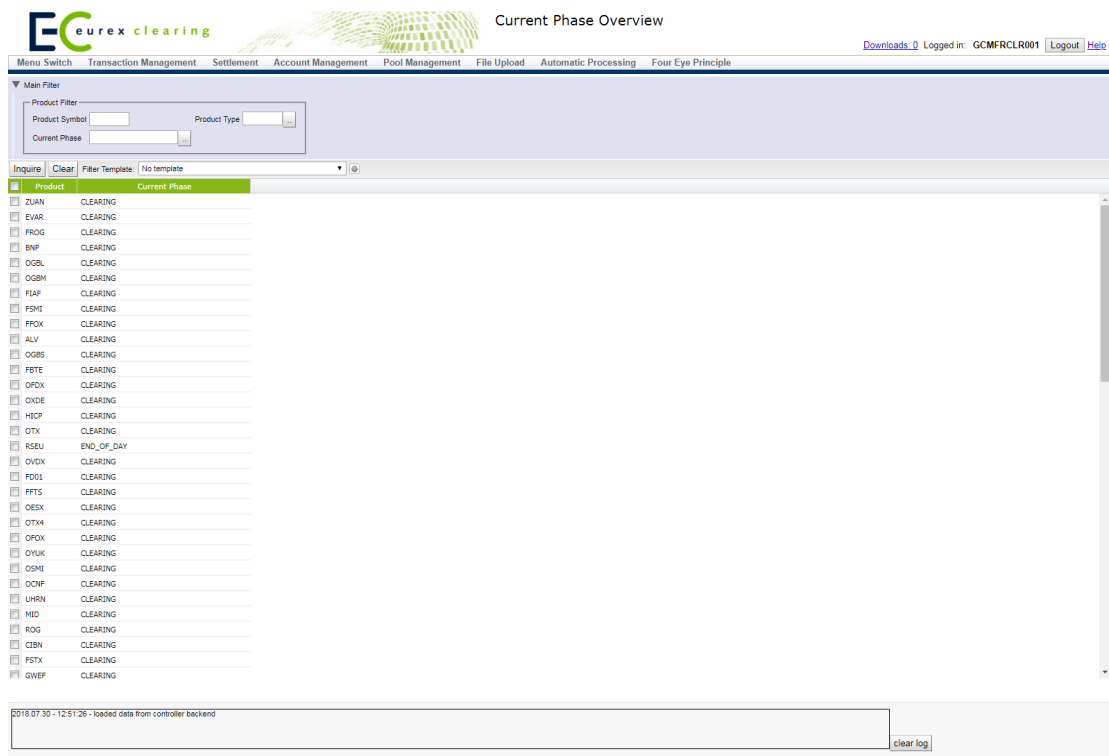 EC eurex clearing
Current Phase Overview
Downloads: 0 Logged in: GCMFRCLR001 Logout Help
Menu Switch Transaction Management Settlement Account Management Pool Management File Upload Automatic Processing Four Eye Principle
Main Filter
Product Filter
Product Symbol Product Type ..
Current Phase ..
Inquire Clear Filter Template: No template
Product Current Phase
ZUAN CLEARING
EVAR CLEARING
FROG CLEARING
BNP CLEARING
OGBL CLEARING
OGBM CLEARING
FIAF CLEARING
FSMI CLEARING
FFOX CLEARING
ALV CLEARING
OGBS CLEARING
FBTE CLEARING
OFDX CLEARING
OXDE CLEARING
HICP CLEARING
OTX CLEARING
RSEU END_OF_DAY
OVDX CLEARING
FD01 CLEARING
FFTS CLEARING
OESX CLEARING
OTX4 CLEARING
OFOX CLEARING
OYUK CLEARING
OSMI CLEARING
OCNF CLEARING
UHRN CLEARING
MID CLEARING
ROG CLEARING
CIBN CLEARING
FSTX CLEARING
GWEF CLEARING
2018.07.30 - 12:51:26 - loaded data from controller backend
clear log